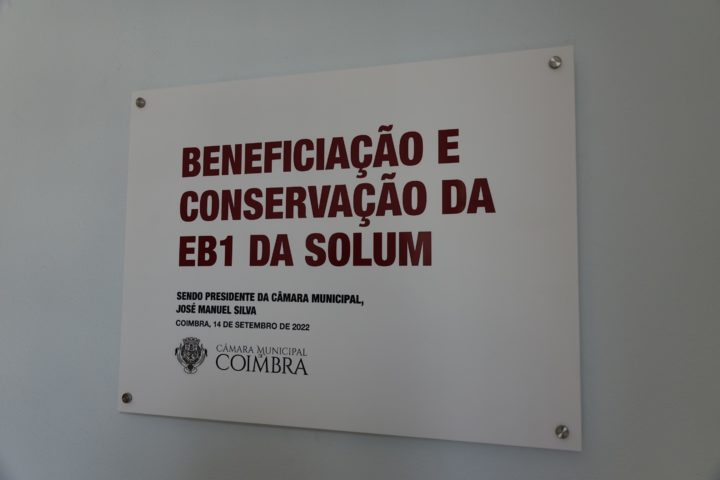 BENEFICIAÇÃO E
CONSERVAÇÃO DA
EB1 DA SOLUM
SENDO PRESIDENTE DA CÂMARA MUNICIPAL,
JOSÉ MANUEL SILVA
COIMBRA, 14 DE SETEMBRO DE 2022
CÂMARA MUNICIPAL
DE
COIMBRA